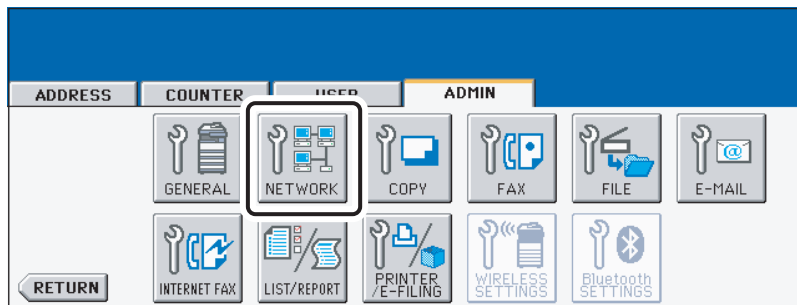 ADDRESS COUNTER USER ADMIN
GENERAL NETWORK COPY FAX FILE E-MAIL
@
INTERNET FAX LIST/REPORT PRINTER
/E-FILING WIRELESS
SETTINGS Bluetooth
SETTINGS
RETURN